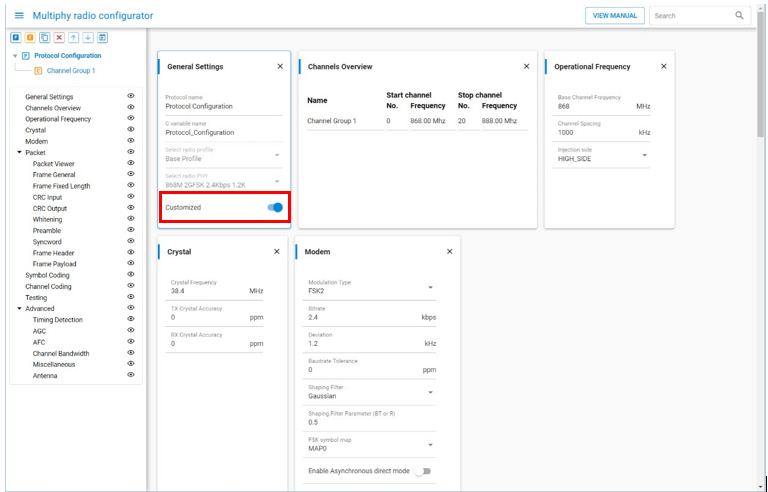 Multiphy radio configurator
VIEW MANUAL
Search
Protocol Configuration
Channel Group 1
General Settings
Channels Overview
Operational Frequency
Crystal
Modem
Packet
Packet Viewer
Frame General
Frame Fixed Length
CRC Input
CRC Output
Whitening
Preamble
Syncword
Frame Header
Frame Payload
Symbol Coding
Channel Coding
Testing
Advanced
Timing Detection
AGC
AFC
Channel Bandwidth
Miscellaneous
Antenna
General Settings
Protocol name
Protocol Configuration
C variable name
Protocol_Configuration
Select radio profile
Base Profile
Select radio PHY
868M 2GFSK 2.4Kbps 1.2K
Customized
Channels Overview
Start channel Stop channel
Name No. Frequency No. Frequency
Channel Group 1 0 868.00 Mhz 20 888.00 Mhz
Operational Frequency
Base Channel Frequency
868 MHz
Channel Spacing
1000 kHz
Injection side
HIGH_SIDE
Crystal
Crystal Frequency
38.4 MHz
TX Crystal Accuracy
0 ppm
RX Crystal Accuracy
0 ppm
Modem
Modulation Type
FSK2
Bitrate
2.4 kbps
Deviation
1.2 kHz
Baudrate Tolerance
0 ppm
Shaping Filter
Gaussian
Shaping Filter Parameter (BT or R)
0.5
FSK symbol map
MAP0
Enable Asynchronous direct mode